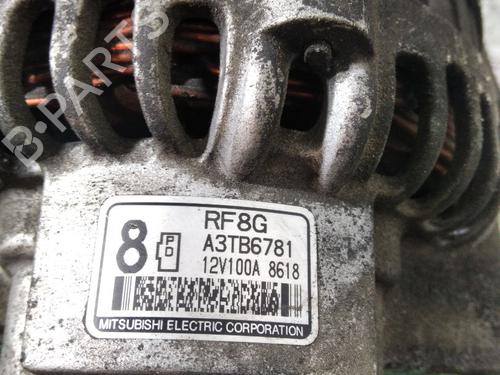 B-PARTS
RF8G
8 P D A3TB6781
12V100A 8618
MITSUBISHI ELECTRIC CORPORATION